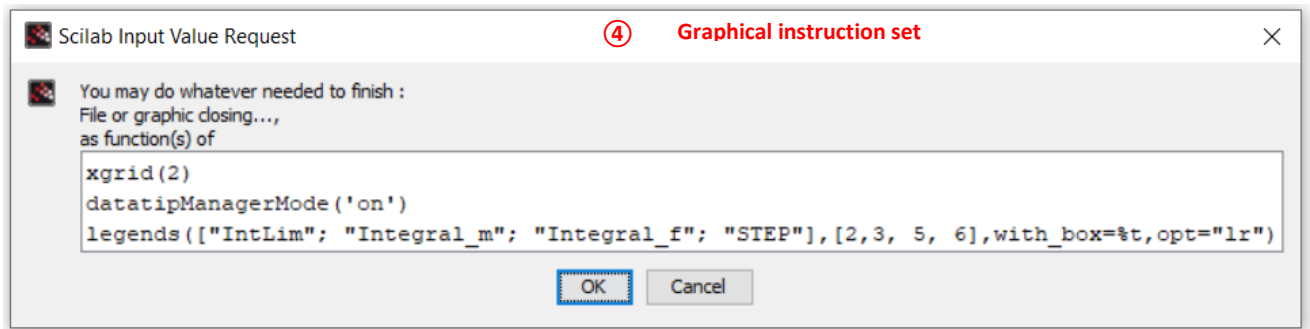 Scilab Input Value Request
④ Graphical instruction set
You may do whatever needed to finish :
File or graphic closing...,
as function(s) of
xgrid(2)
datatipManagerMode('on')
legends(["IntLim"; "Integral_m"; "Integral_f"; "STEP"],[2,3, 5, 6],with_box=%t,opt="lr")
OK Cancel